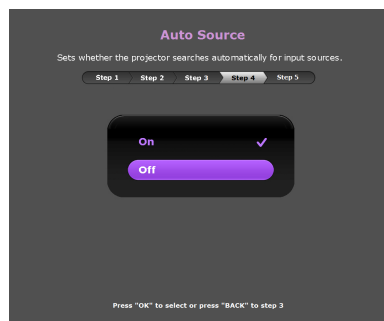 Auto Source
Sets whether the projector searches automatically for input sources.
Step 1 Step 2 Step 3 Step 4 Step 5
On
Off
Press "OK" to select or press "BACK" to step 3